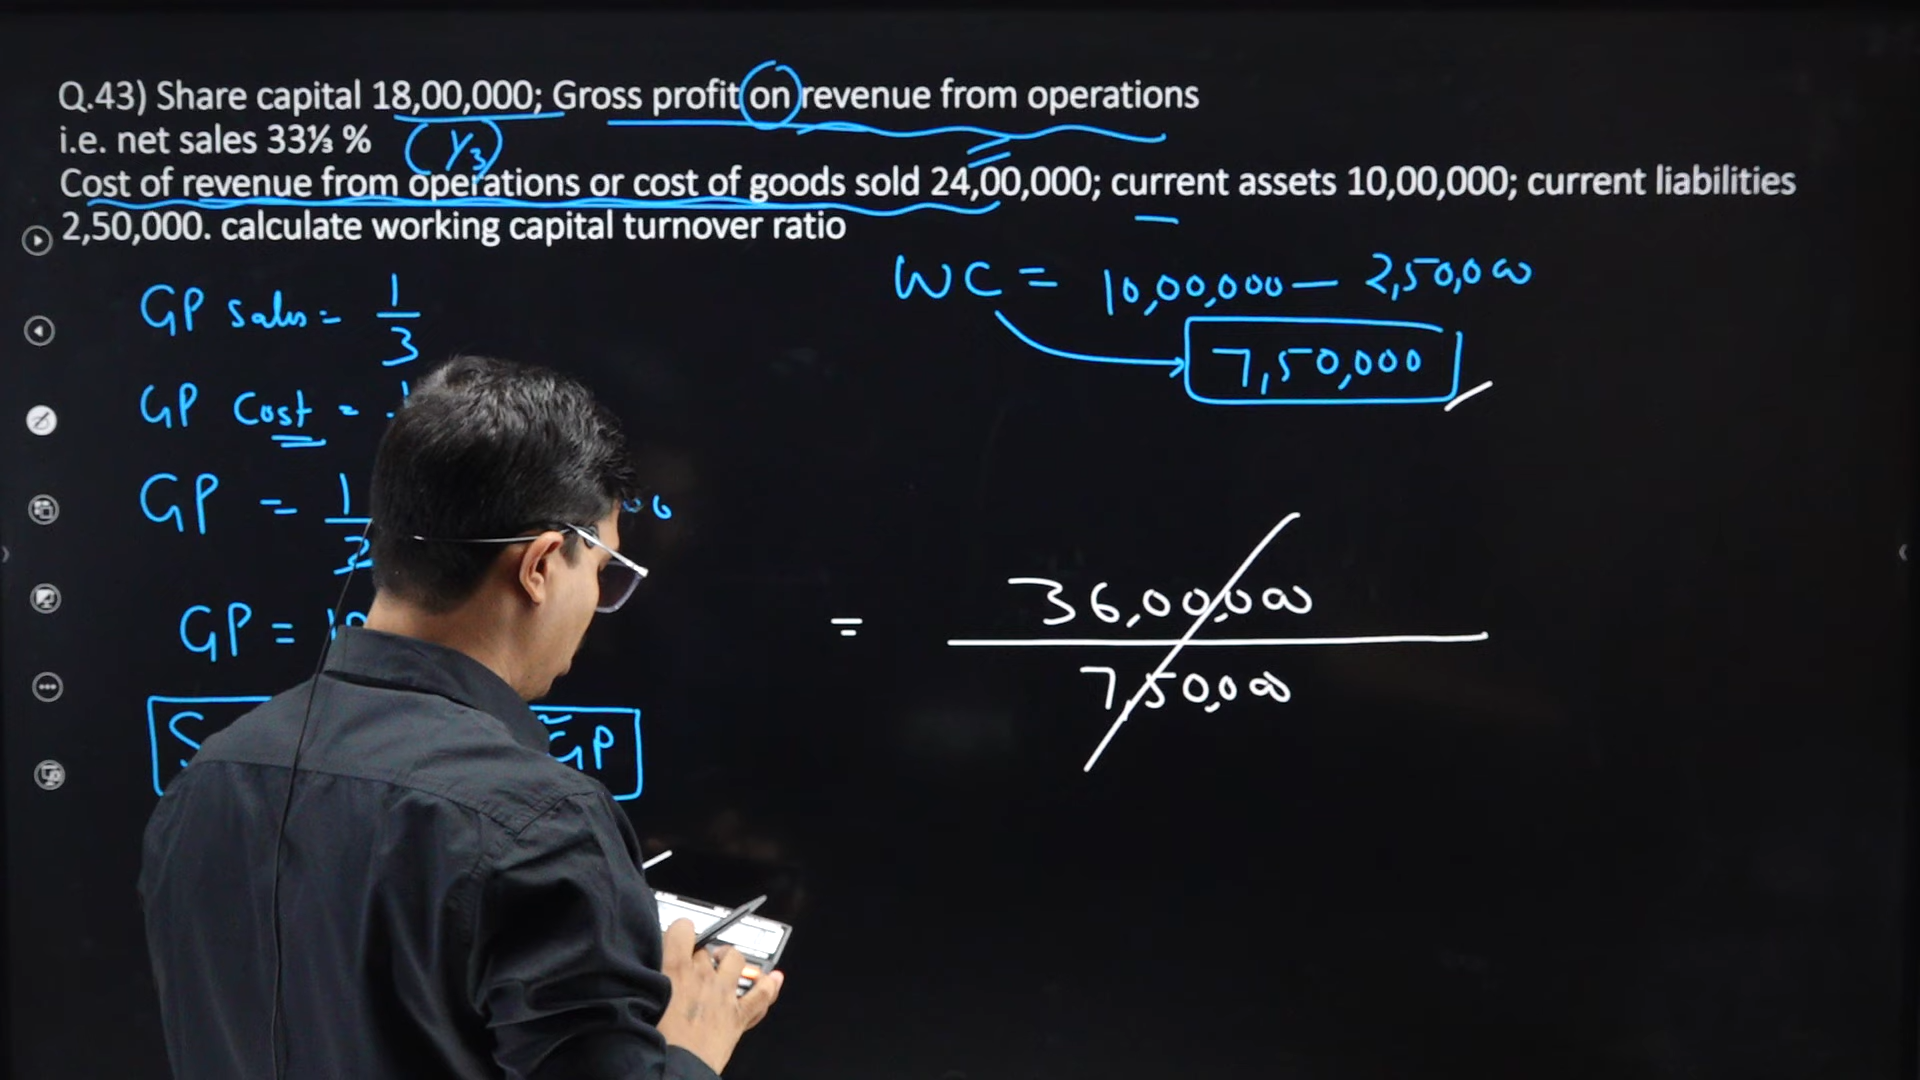 Q.43) Share capital 18,00,000; Gross profit on revenue from operations
i.e. net sales 33⅓ %
(1/3)
Cost of revenue from operations or cost of goods sold 24,00,000; current assets 10,00,000; current liabilities
2,50,000. calculate working capital turnover ratio
WC = 10,00,000 — 2,50,000
7,50,000
GP Sales = 1/3
GP Cost =
GP = 1/2
GP =
S GP
= 36,00,000
7,50,000